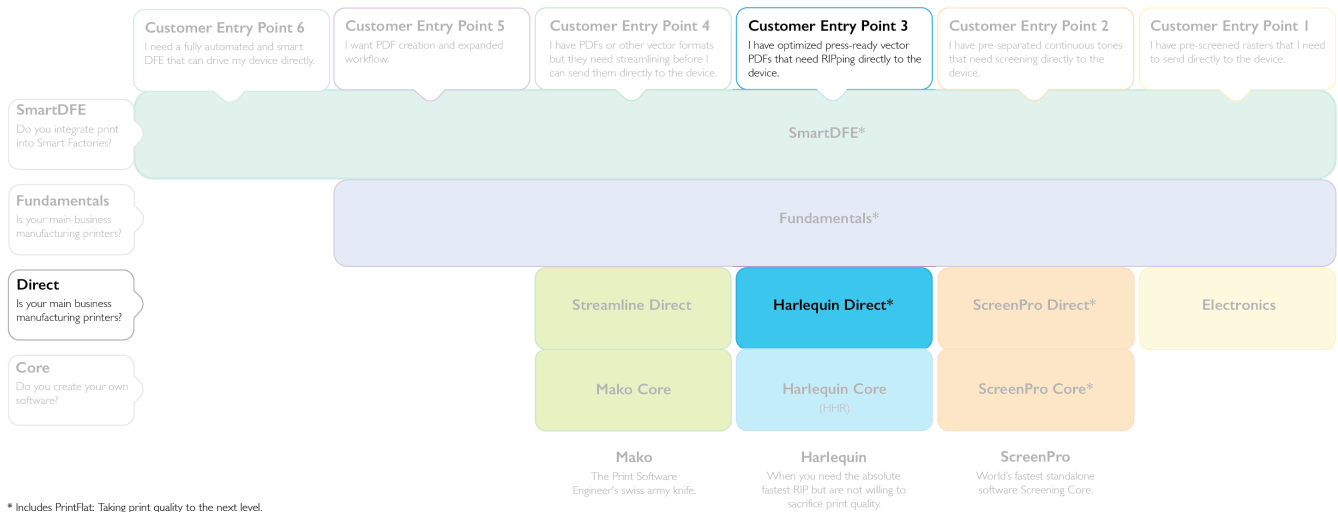 Customer Entry Point 6
I need a fully automated and smart
DFE that can drive my device directly.
Customer Entry Point 5
I want PDF creation and expanded
workflow.
Customer Entry Point 4
I have PDFs or other vector formats
but they need streamlining before I
can send them directly to the device.
Customer Entry Point 3
I have optimized press-ready vector
PDFs that need RIPping directly to the
device.
Customer Entry Point 2
I have pre-separated continuous tones
that need screening directly to the
device.
Customer Entry Point 1
I have pre-screened rasters that I need
to send directly to the device.
SmartDFE
Do you integrate print
into Smart Factories?
SmartDFE*
Fundamentals
Is your main business
manufacturing printers?
Fundamentals*
Direct
Is your main business
manufacturing printers?
Streamline Direct
Harlequin Direct*
ScreenPro Direct*
Electronics
Core
Do you create your own
software?
Mako Core
Harlequin Core
(HHR)
ScreenPro Core*
Mako
The Print Software
Engineer's swiss army knife.
Harlequin
When you need the absolute
fastest RIP but are not willing to
sacrifice print quality.
ScreenPro
World's fastest standalone
software Screening Core.
* Includes PrintFlat: Taking print quality to the next level.